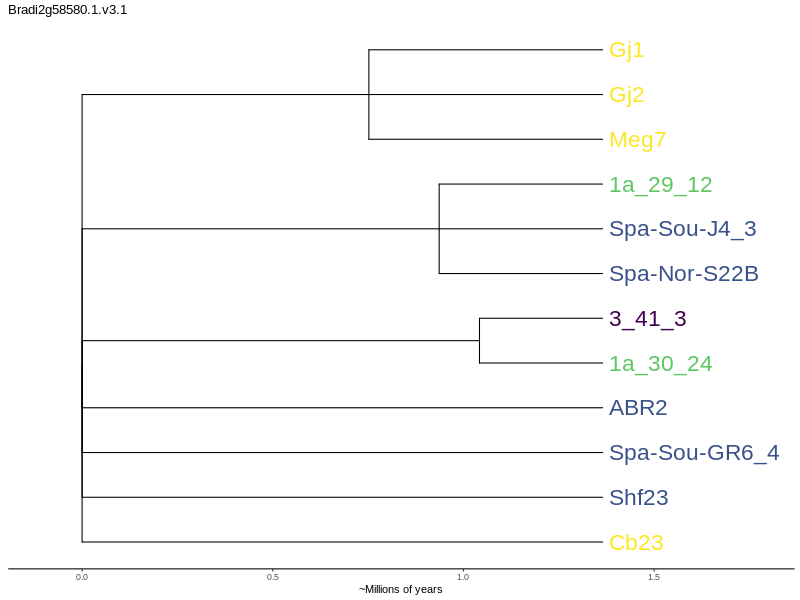 Bradi2g58580.1.v3.1
Gj1
Gj2
Meg7
1a_29_12
Spa-Sou-J4_3
Spa-Nor-S22B
3_41_3
1a_30_24
ABR2
Spa-Sou-GR6_4
Shf23
Cb23
0.0 0.5 1.0 1.5
~Millions of years